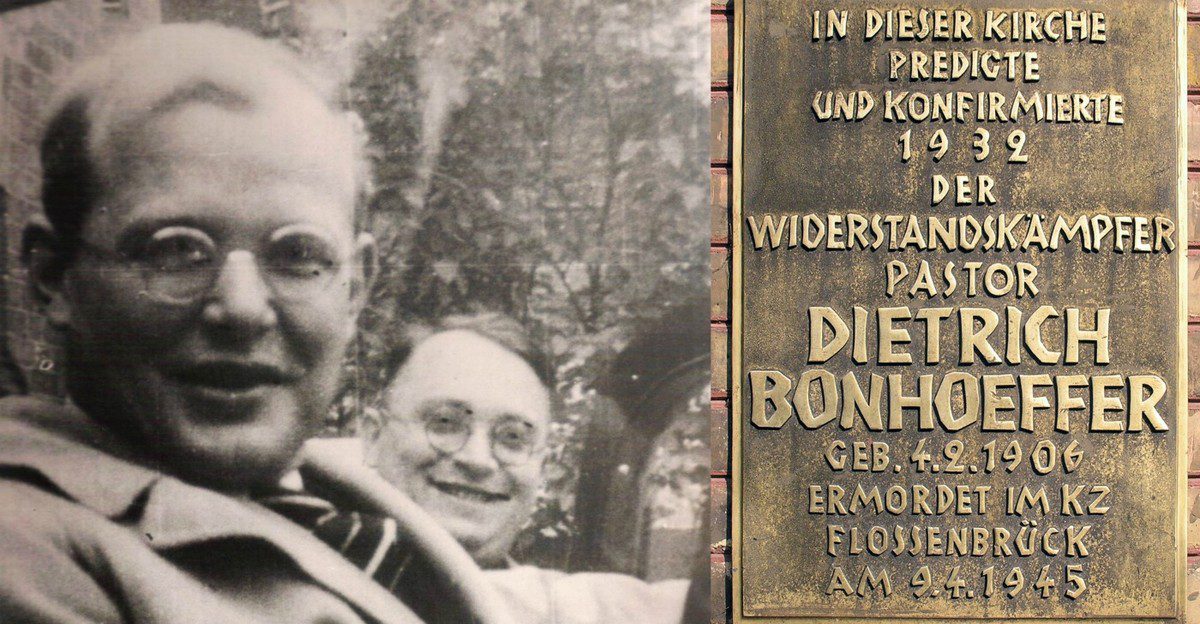 IN DIESER KIRCHE
PREDIGTE
UND KONFIRMIERTE
1932
DER
WIDERSTANDSKÄMPFER
PASTOR
DIETRICH
BONHOEFFER
GEB. 4.2.1906
ERMORDET IM KZ
FLOSSENBRÜCK
AM 9.4.1945